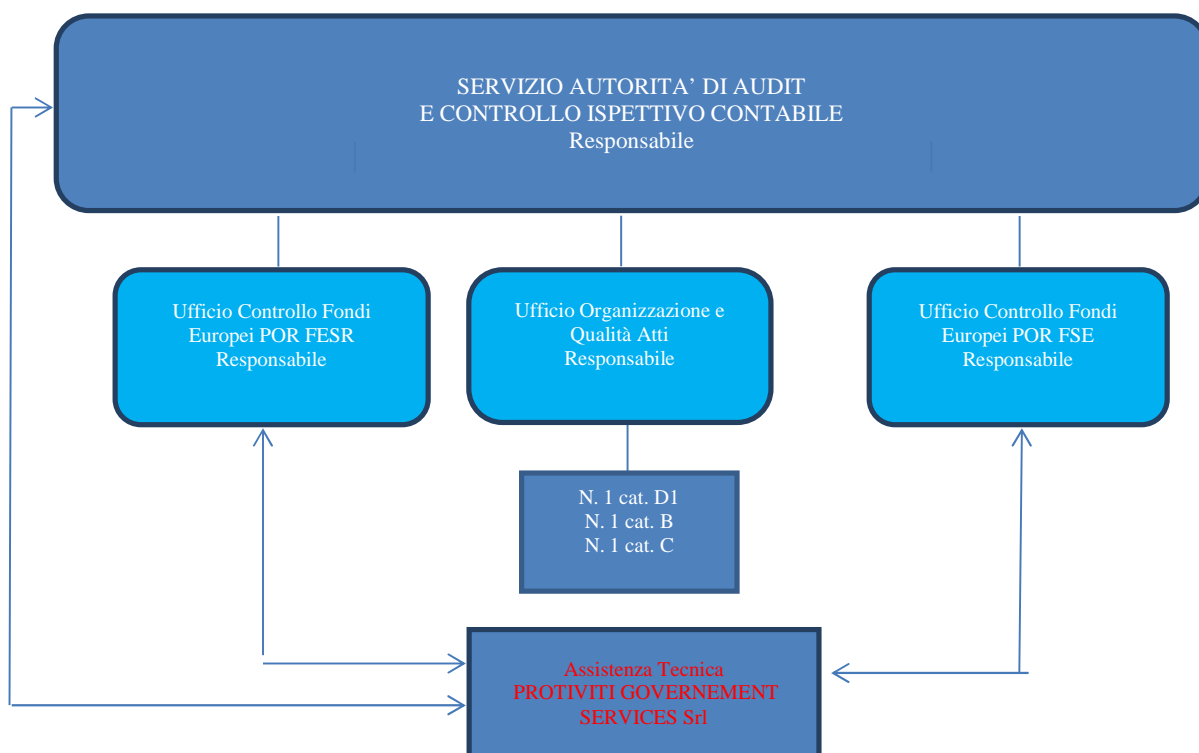 SERVIZIO AUTORITA’ DI AUDIT
E CONTROLLO ISPETTIVO CONTABILE
Responsabile
Ufficio Controllo Fondi
Europei POR FESR
Responsabile
Ufficio Organizzazione e
Qualità Atti
Responsabile
Ufficio Controllo Fondi
Europei POR FSE
Responsabile
N. 1 cat. D1
N. 1 cat. B
N. 1 cat. C
Assistenza Tecnica
PROTIVITI GOVERNEMENT
SERVICES Srl